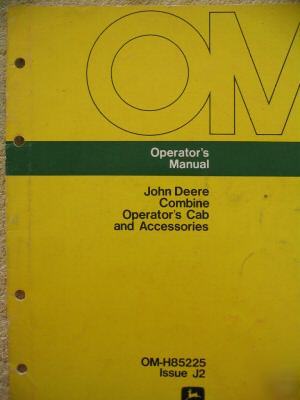 OM
Operator's
Manual
John Deere
Combine
Operator's Cab
and Accessories
OM-H85225
Issue J2